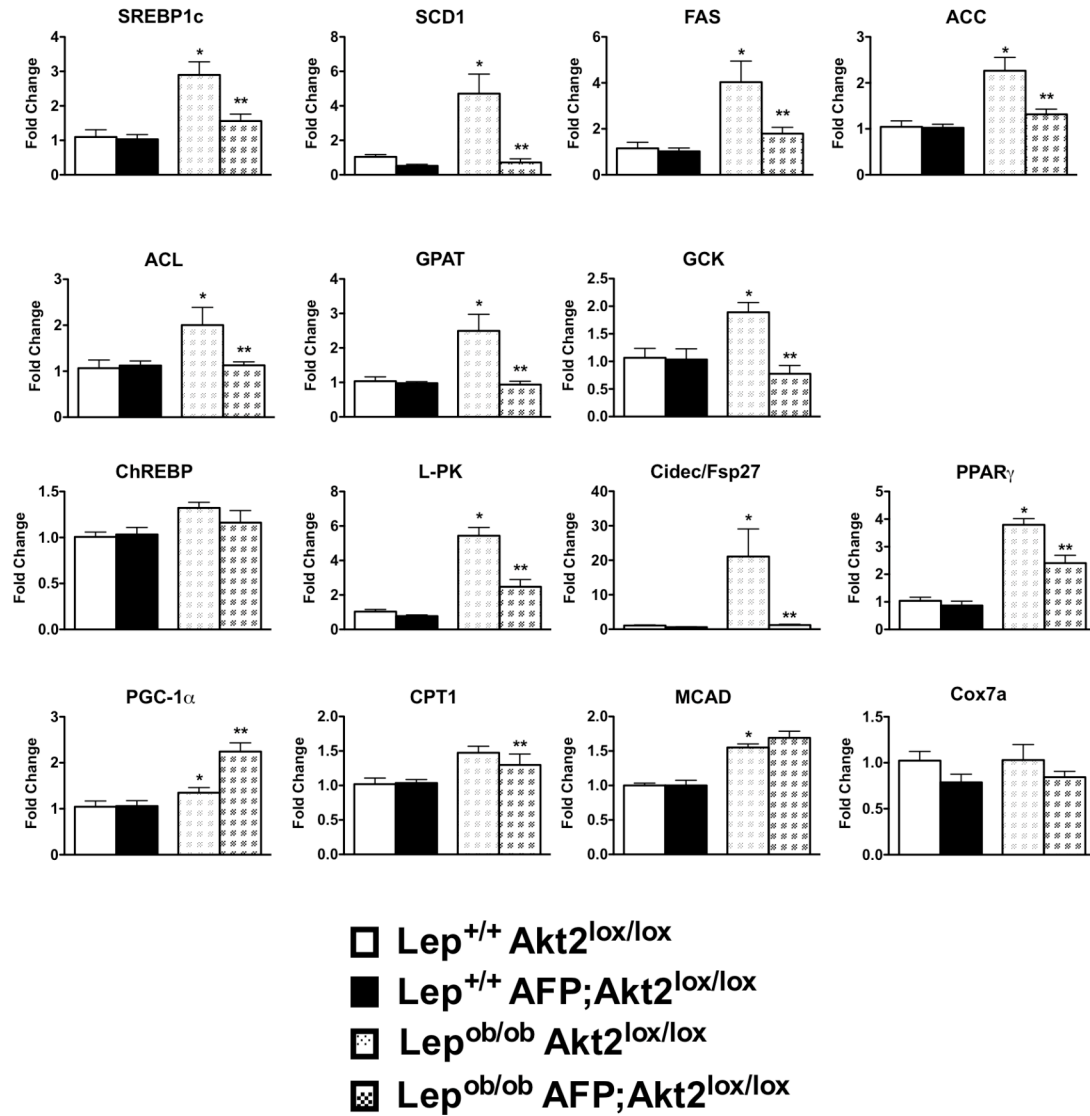 SREBP1c
SCD1
FAS
ACC
Fold Change
4
3
2
1
0
*
**
Fold Change
8
6
4
2
0
*
**
Fold Change
6
4
2
0
*
**
Fold Change
3
2
1
0
*
**
ACL
GPAT
GCK
Fold Change
3
2
1
0
*
**
Fold Change
4
3
2
1
0
*
**
Fold Change
2.5
2.0
1.5
1.0
0.5
0.0
*
**
ChREBP
L-PK
Cidec/Fsp27
PPARγ
Fold Change
1.5
1.0
0.5
0.0
Fold Change
8
6
4
2
0
*
**
Fold Change
40
30
20
10
0
*
**
Fold Change
5
4
3
2
1
0
*
**
PGC-1α
CPT1
MCAD
Cox7a
Fold Change
3
2
1
0
*
**
Fold Change
2.0
1.5
1.0
0.5
0.0
**
Fold Change
2.0
1.5
1.0
0.5
0.0
*
Fold Change
1.5
1.0
0.5
0.0
Lep+/+ Akt2lox/lox
Lep+/+ AFP;Akt2lox/lox
Lepob/ob Akt2lox/lox
Lepob/ob AFP;Akt2lox/lox